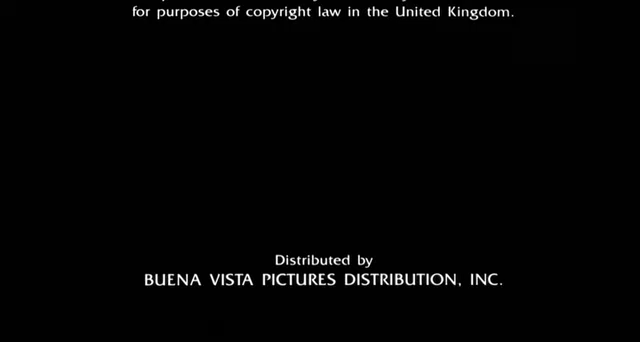 for purposes of copyright law in the United Kingdom.
Distributed by
BUENA VISTA PICTURES DISTRIBUTION, INC.